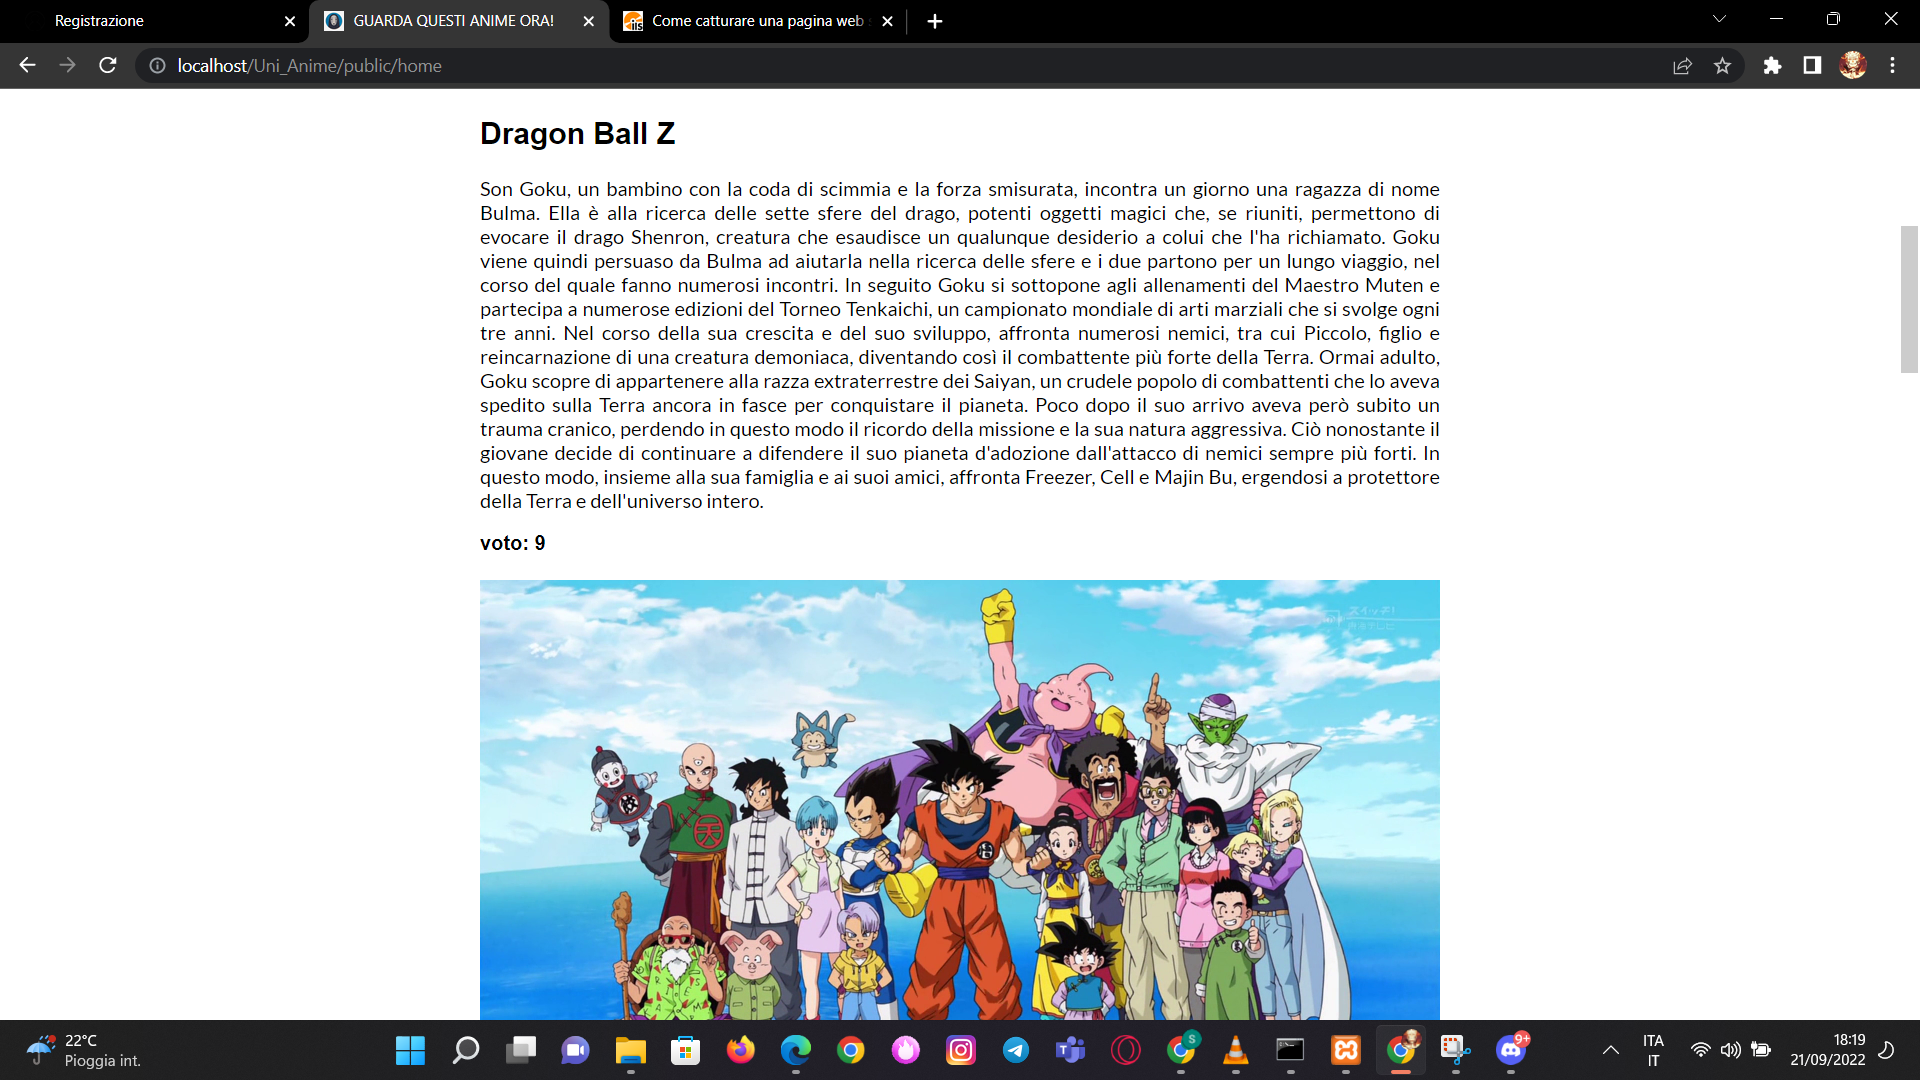 Registrazione
GUARDA QUESTI ANIME ORA!
Come catturare una pagina web
localhost/Uni_Anime/public/home
Dragon Ball Z
Son Goku, un bambino con la coda di scimmia e la forza smisurata, incontra un giorno una ragazza di nome
Bulma. Ella è alla ricerca delle sette sfere del drago, potenti oggetti magici che, se riuniti, permettono di
evocare il drago Shenron, creatura che esaudisce un qualunque desiderio a colui che l'ha richiamato. Goku
viene quindi persuaso da Bulma ad aiutarla nella ricerca delle sfere e i due partono per un lungo viaggio, nel
corso del quale fanno numerosi incontri. In seguito Goku si sottopone agli allenamenti del Maestro Muten e
partecipa a numerose edizioni del Torneo Tenkaichi, un campionato mondiale di arti marziali che si svolge ogni
tre anni. Nel corso della sua crescita e del suo sviluppo, affronta numerosi nemici, tra cui Piccolo, figlio e
reincarnazione di una creatura demoniaca, diventando così il combattente più forte della Terra. Ormai adulto,
Goku scopre di appartenere alla razza extraterrestre dei Saiyan, un crudele popolo di combattenti che lo aveva
spedito sulla Terra ancora in fasce per conquistare il pianeta. Poco dopo il suo arrivo aveva però subito un
trauma cranico, perdendo in questo modo il ricordo della missione e la sua natura aggressiva. Ciò nonostante il
giovane decide di continuare a difendere il suo pianeta d'adozione dall'attacco di nemici sempre più forti. In
questo modo, insieme alla sua famiglia e ai suoi amici, affronta Freezer, Cell e Majin Bu, ergendosi a protettore
della Terra e dell'universo intero.
voto: 9
22°C
Pioggia int.
S
9+
ITA
IT
18:19
21/09/2022